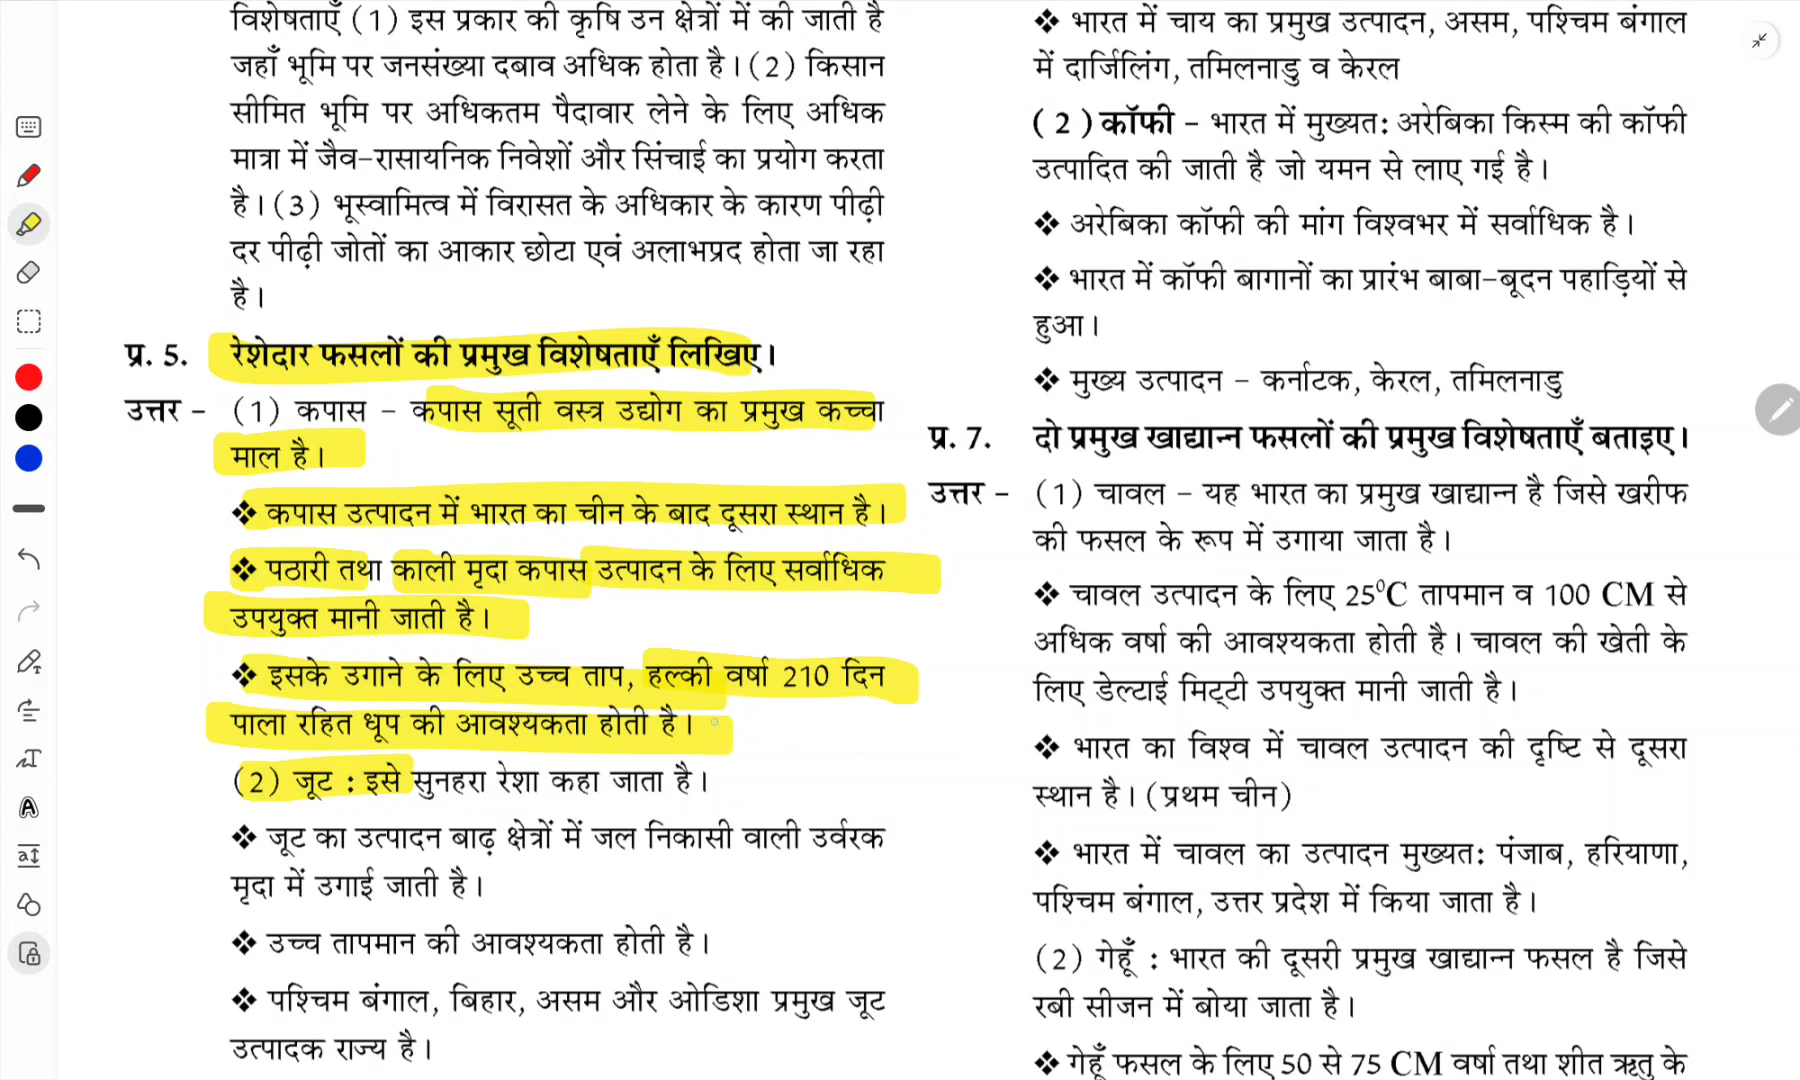 विशेषताएँ (1) इस प्रकार की कृषि उन क्षेत्रों में की जाती है
जहाँ भूमि पर जनसंख्या दबाव अधिक होता है। (2) किसान
सीमित भूमि पर अधिकतम पैदावार लेने के लिए अधिक
मात्रा में जैव-रासायनिक निवेशों और सिंचाई का प्रयोग करता
है। (3) भूस्वामित्व में विरासत के अधिकार के कारण पीढ़ी
दर पीढ़ी जोतों का आकार छोटा एवं अलाभप्रद होता जा रहा
है।
प्र. 5. रेशेदार फसलों की प्रमुख विशेषताएँ लिखिए।
उत्तर - (1) कपास - कपास सूती वस्त्र उद्योग का प्रमुख कच्चा
माल है।
❖ कपास उत्पादन में भारत का चीन के बाद दूसरा स्थान है।
❖ पठारी तथा काली मृदा कपास उत्पादन के लिए सर्वाधिक
उपयुक्त मानी जाती है।
❖ इसके उगाने के लिए उच्च ताप, हल्की वर्षा 210 दिन
पाला रहित धूप की आवश्यकता होती है।
(2) जूट : इसे सुनहरा रेशा कहा जाता है।
❖ जूट का उत्पादन बाढ़ क्षेत्रों में जल निकासी वाली उर्वरक
मृदा में उगाई जाती है।
❖ उच्च तापमान की आवश्यकता होती है।
❖ पश्चिम बंगाल, बिहार, असम और ओडिशा प्रमुख जूट
उत्पादक राज्य है।
❖ भारत में चाय का प्रमुख उत्पादन, असम, पश्चिम बंगाल
में दार्जिलिंग, तमिलनाडु व केरल
(2) कॉफी - भारत में मुख्यत: अरेबिका किस्म की कॉफी
उत्पादित की जाती है जो यमन से लाए गई है।
❖ अरेबिका कॉफी की मांग विश्वभर में सर्वाधिक है।
❖ भारत में कॉफी बागानों का प्रारंभ बाबा-बूदन पहाड़ियों से
हुआ।
❖ मुख्य उत्पादन - कर्नाटक, केरल, तमिलनाडु
प्र. 7. दो प्रमुख खाद्यान्न फसलों की प्रमुख विशेषताएँ बताइए।
उत्तर - (1) चावल - यह भारत का प्रमुख खाद्यान्न है जिसे खरीफ
की फसल के रूप में उगाया जाता है।
❖ चावल उत्पादन के लिए 25⁰C तापमान व 100 CM से
अधिक वर्षा की आवश्यकता होती है। चावल की खेती के
लिए डेल्टाई मिट्टी उपयुक्त मानी जाती है।
❖ भारत का विश्व में चावल उत्पादन की दृष्टि से दूसरा
स्थान है। (प्रथम चीन)
❖ भारत में चावल का उत्पादन मुख्यत: पंजाब, हरियाणा,
पश्चिम बंगाल, उत्तर प्रदेश में किया जाता है।
(2) गेहूँ : भारत की दूसरी प्रमुख खाद्यान्न फसल है जिसे
रबी सीजन में बोया जाता है।
❖ गेहूँ फसल के लिए 50 से 75 CM वर्षा तथा शीत ऋतु के